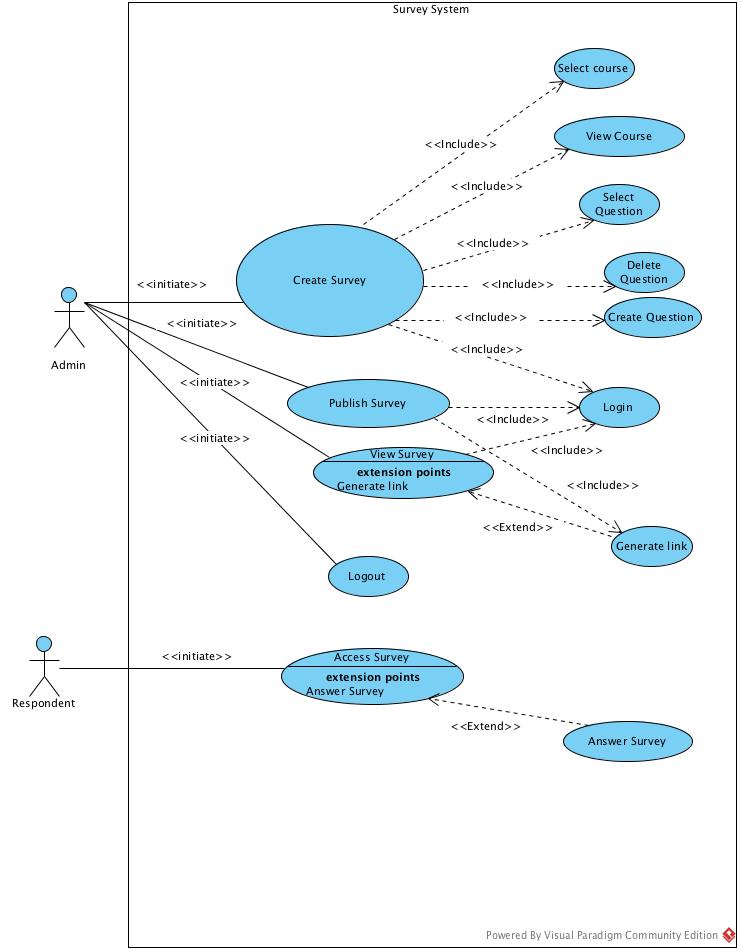 Survey System
Select course
<<Include>>
View Course
<<Include>>
Select
Question
<<Include>>
Create Survey
Delete
Question
<<initiate>>
<<Include>>
<<initiate>>
<<Include>>
Create Question
<<Include>>
Admin
<<initiate>>
Publish Survey
Login
<<Include>>
<<initiate>>
View Survey
<<Include>>
extension points
Generate link
<<Include>>
<<Extend>>
Generate link
Logout
<<initiate>>
Access Survey
extension points
Answer Survey
Respondent
<<Extend>>
Answer Survey
Powered By Visual Paradigm Community Edition